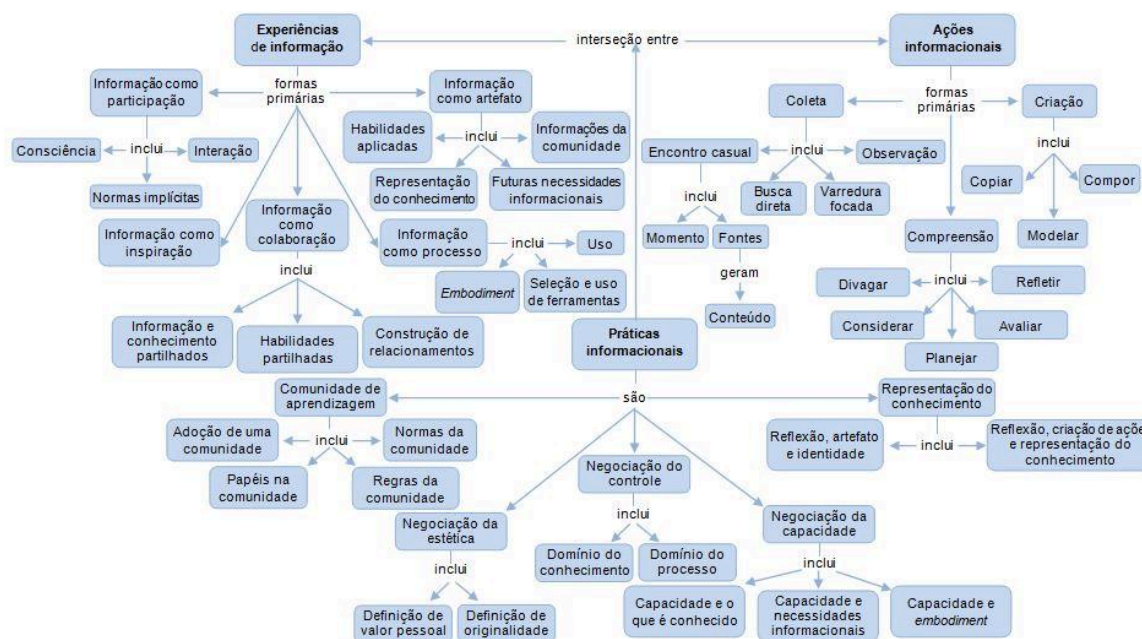 Experiências
de informação
interseção entre
Ações
informacionais
Informação como
participação
formas
primárias
Informação
como artefato
Coleta
formas
primárias
Criação
Consciência
inclui
Interação
Habilidades
aplicadas
inclui
Informações da
comunidade
Encontro casual
inclui
Observação
inclui
Normas implícitas
Representação
do conhecimento
Futuras necessidades
informacionais
inclui
Busca
direta
Varredura
focada
Copiar
Compor
Informação como
inspiração
Informação
como
colaboração
Informação
como processo
inclui
Uso
Momento
Fontes
Compreensão
Modelar
inclui
Embodiment
Seleção e uso
de ferramentas
geram
Conteúdo
Divagar
inclui
Refletir
Considerar
Avaliar
Planejar
Informação e
conhecimento
partilhados
Habilidades
partilhadas
Construção de
relacionamentos
Práticas
informacionais
Comunidade de
aprendizagem
são
Representação do
conhecimento
Adoção de uma
comunidade
inclui
Normas da
comunidade
Reflexão, artefato
e identidade
inclui
Reflexão, criação de açõe
e representação do
conhecimento
Papéis na
comunidade
Regras da
comunidade
Negociação do
controle
Negociação da
estética
inclui
Negociação da
capacidade
inclui
Domínio do
conhecimento
Domínio do
processo
inclui
Definição de
valor pessoal
Definição de
originalidade
Capacidade e o
que é conhecido
Capacidade e
necessidades
informacionais
Capacidade e
embodiment